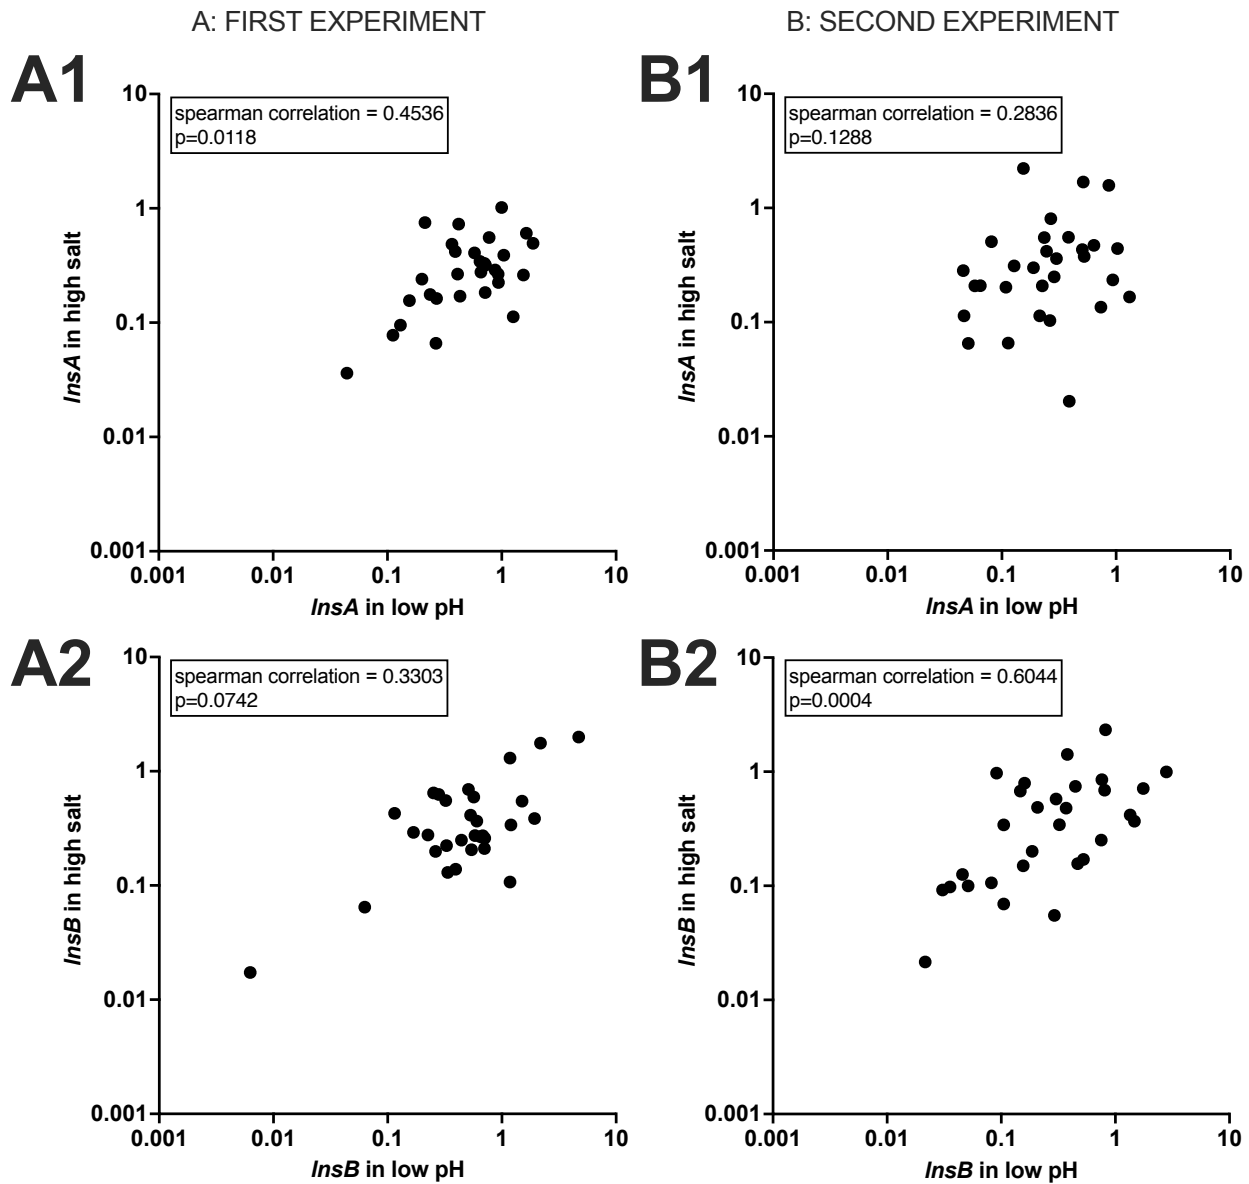 A: FIRST EXPERIMENT
B: SECOND EXPERIMENT
A1
spearman correlation = 0.4536
p=0.0118
10
1
0.1
0.01
0.001
InsA in high salt
0.001 0.01 0.1 1 10
InsA in low pH
B1
spearman correlation = 0.2836
p=0.1288
10
1
0.1
0.01
0.001
InsA in high salt
0.001 0.01 0.1 1 10
InsA in low pH
A2
spearman correlation = 0.3303
p=0.0742
10
1
0.1
0.01
0.001
InsB in high salt
0.001 0.01 0.1 1 10
InsB in low pH
B2
spearman correlation = 0.6044
p=0.0004
10
1
0.1
0.01
0.001
InsB in high salt
0.001 0.01 0.1 1 10
InsB in low pH